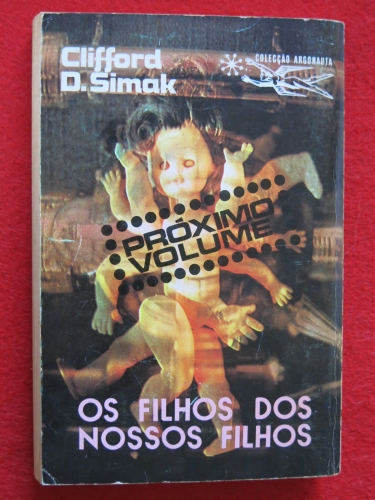 Clifford
D. Simak
COLECÇÃO ARGONAUTA
PRÓXIMO
VOLUME
OS FILHOS DOS
NOSSOS FILHOS